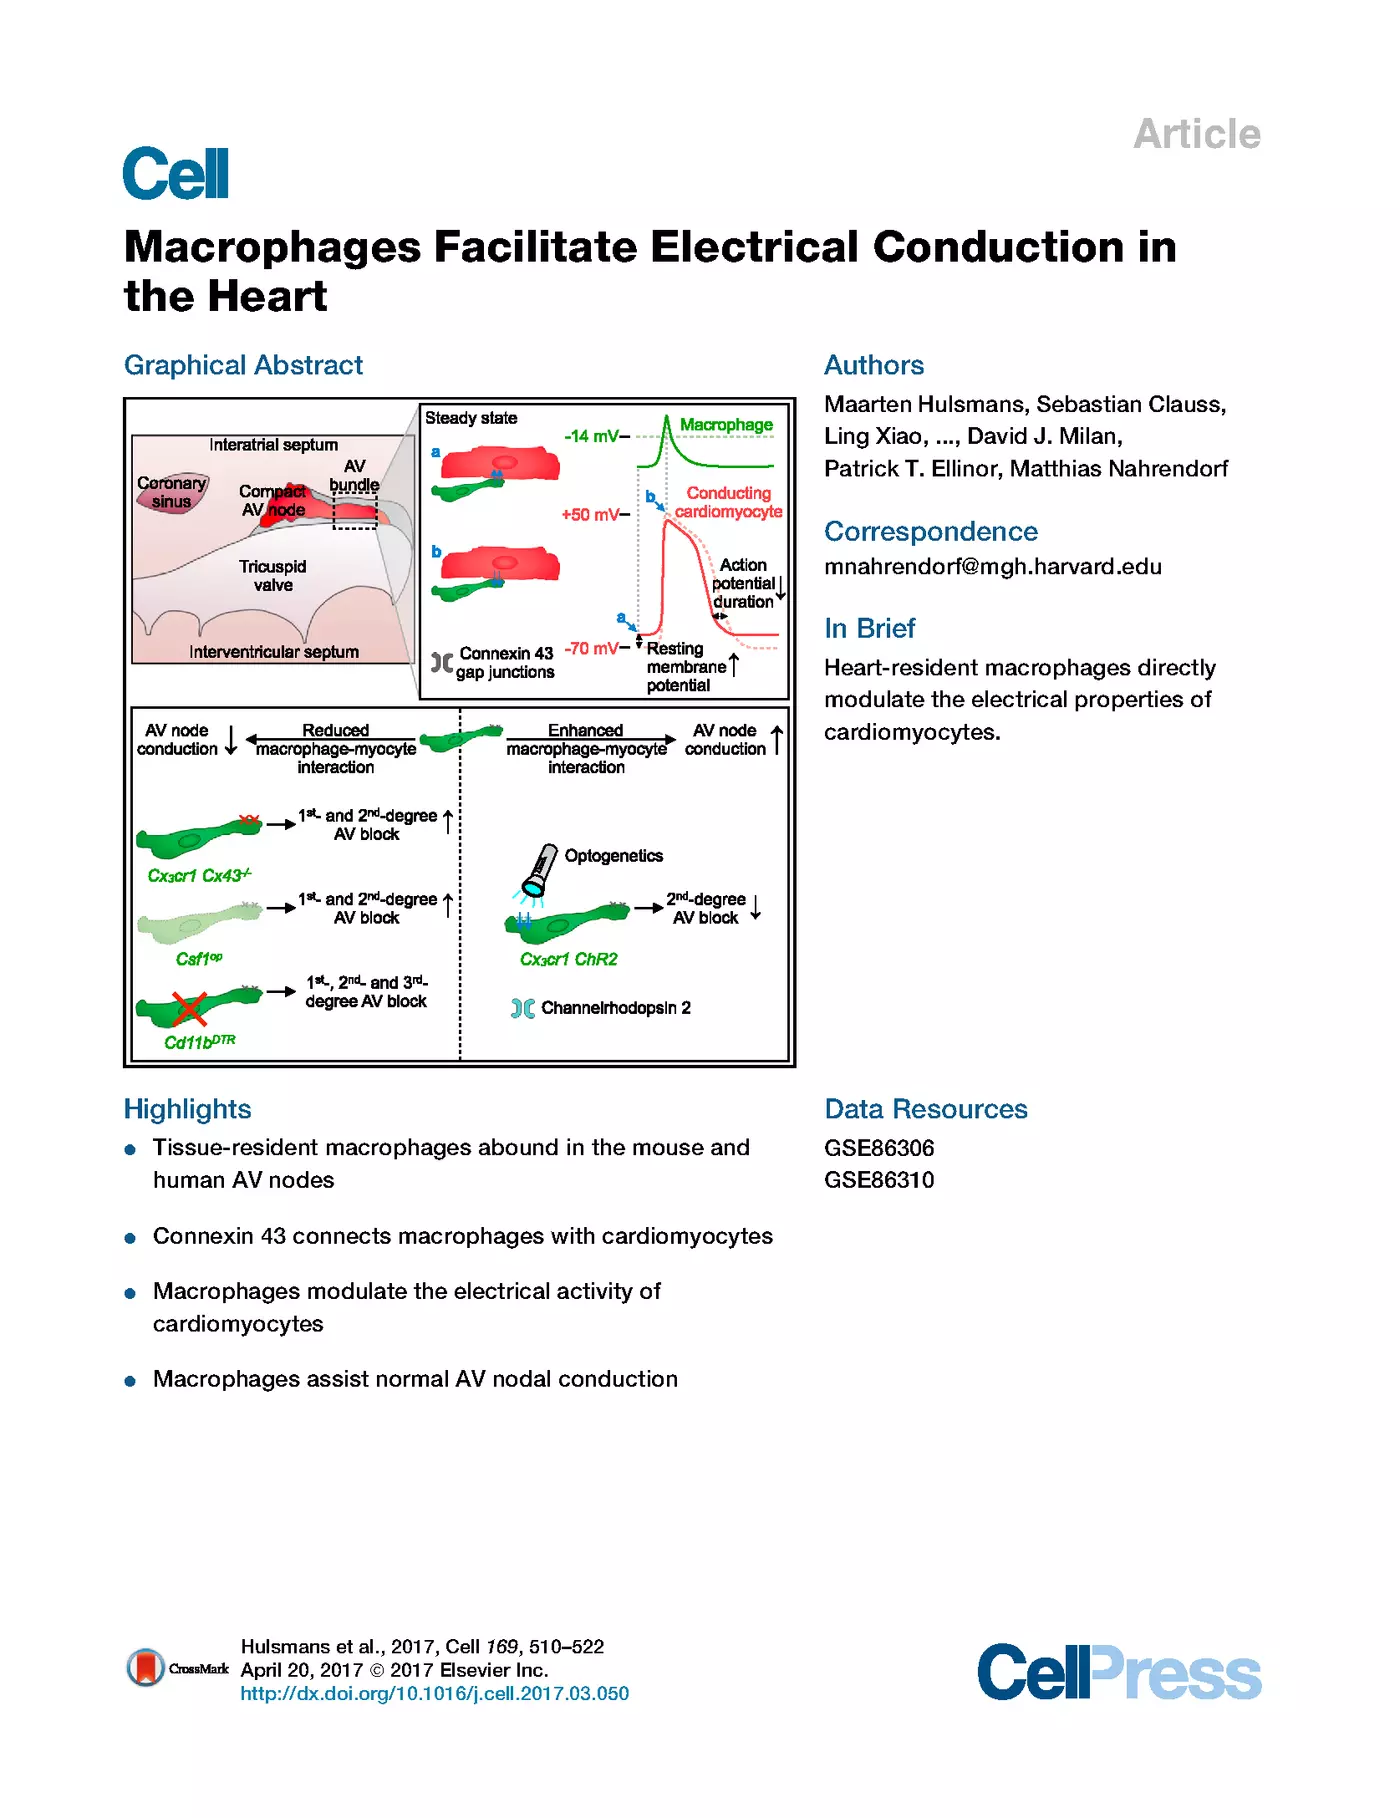 Article
Cell
Macrophages Facilitate Electrical Conduction in
the Heart
Graphical Abstract
Interatrial septum
Coronary
sinus
Compact
AV node
AV
bundle
Tricuspid
valve
Interventricular septum
Steady state
a
b
Connexin 43
gap junctions
-14 mV
Macrophage
b
Conducting
cardiomyocyte
+50 mV
Action
potential↓
duration
a
-70 mV
Resting
membrane↑
potential
AV node
conduction ↓
Reduced
macrophage-myocyte
interaction
Enhanced
macrophage-myocyte
interaction
AV node
conduction ↑
1st- and 2nd-degree ↑
AV block
Cx3cr1 Cx43-/-
1st- and 2nd-degree ↑
AV block
Csf1op
1st-, 2nd- and 3rd-
degree AV block
Cd11bDTR
Optogenetics
2nd-degree ↓
AV block
Cx3cr1 ChR2
Channelrhodopsin 2
Authors
Maarten Hulsmans, Sebastian Clauss,
Ling Xiao, ..., David J. Milan,
Patrick T. Ellinor, Matthias Nahrendorf
Correspondence
mnahrendorf@mgh.harvard.edu
In Brief
Heart-resident macrophages directly
modulate the electrical properties of
cardiomyocytes.
Highlights
● Tissue-resident macrophages abound in the mouse and
human AV nodes
● Connexin 43 connects macrophages with cardiomyocytes
● Macrophages modulate the electrical activity of
cardiomyocytes
● Macrophages assist normal AV nodal conduction
Data Resources
GSE86306
GSE86310
CrossMark
Hulsmans et al., 2017, Cell 169, 510–522
April 20, 2017 © 2017 Elsevier Inc.
http://dx.doi.org/10.1016/j.cell.2017.03.050
CellPress